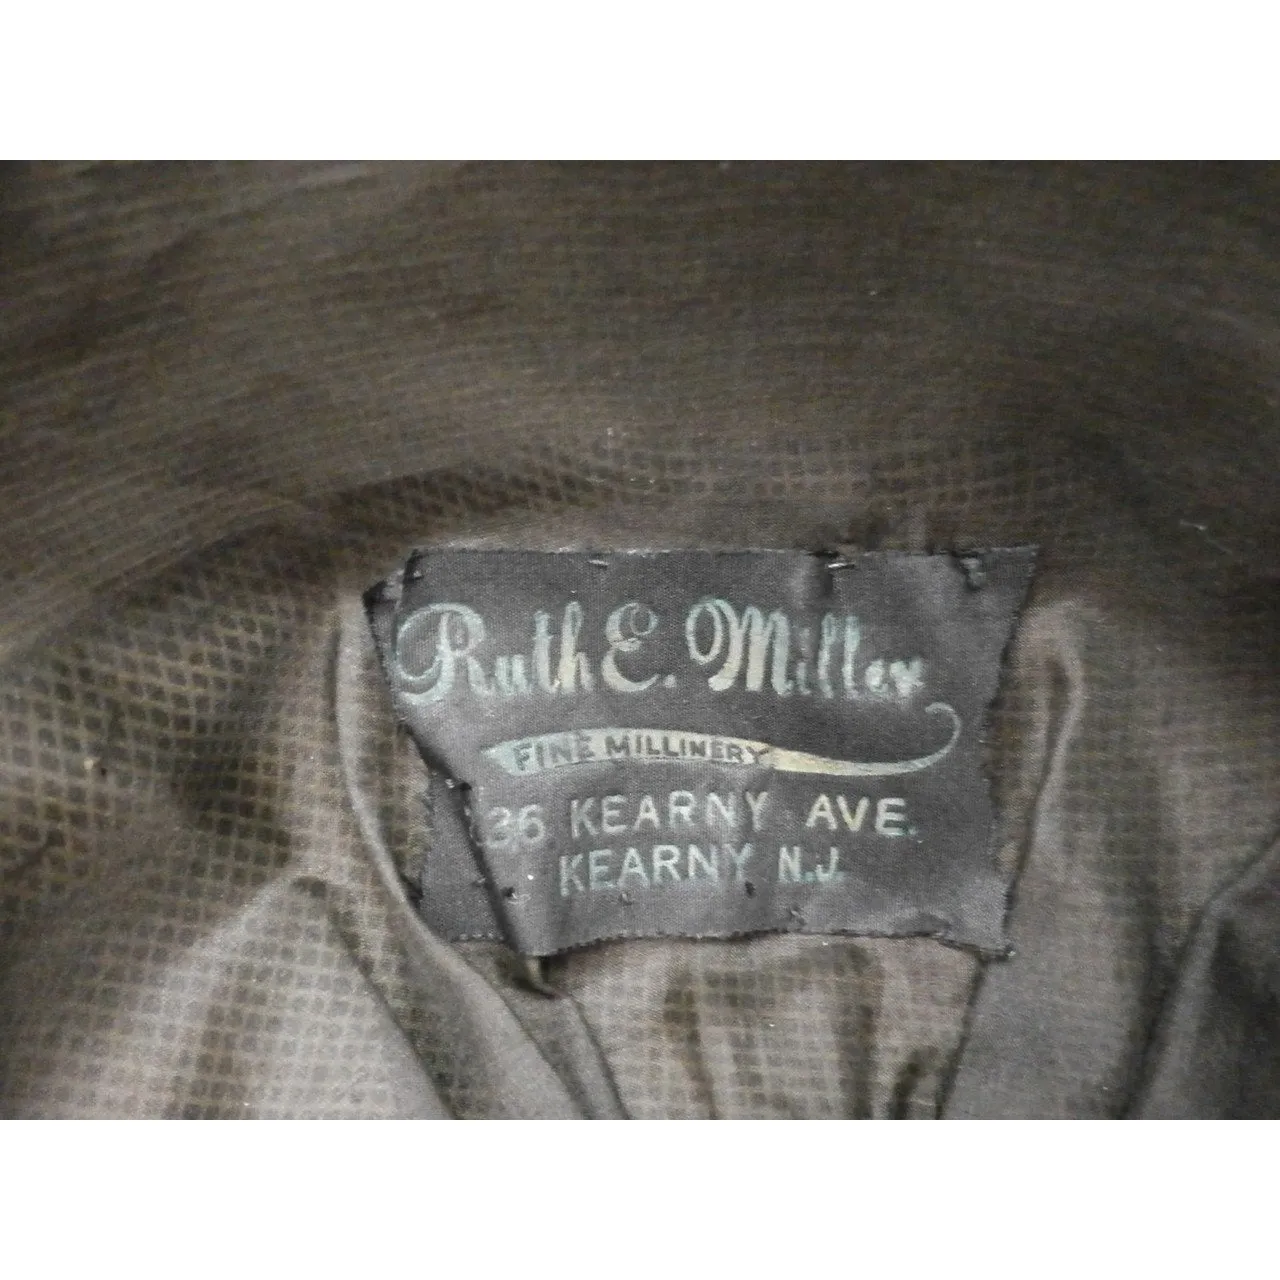 Ruth E. Miller
FINE MILLINERY
36 KEARNY AVE.
KEARNY N.J.